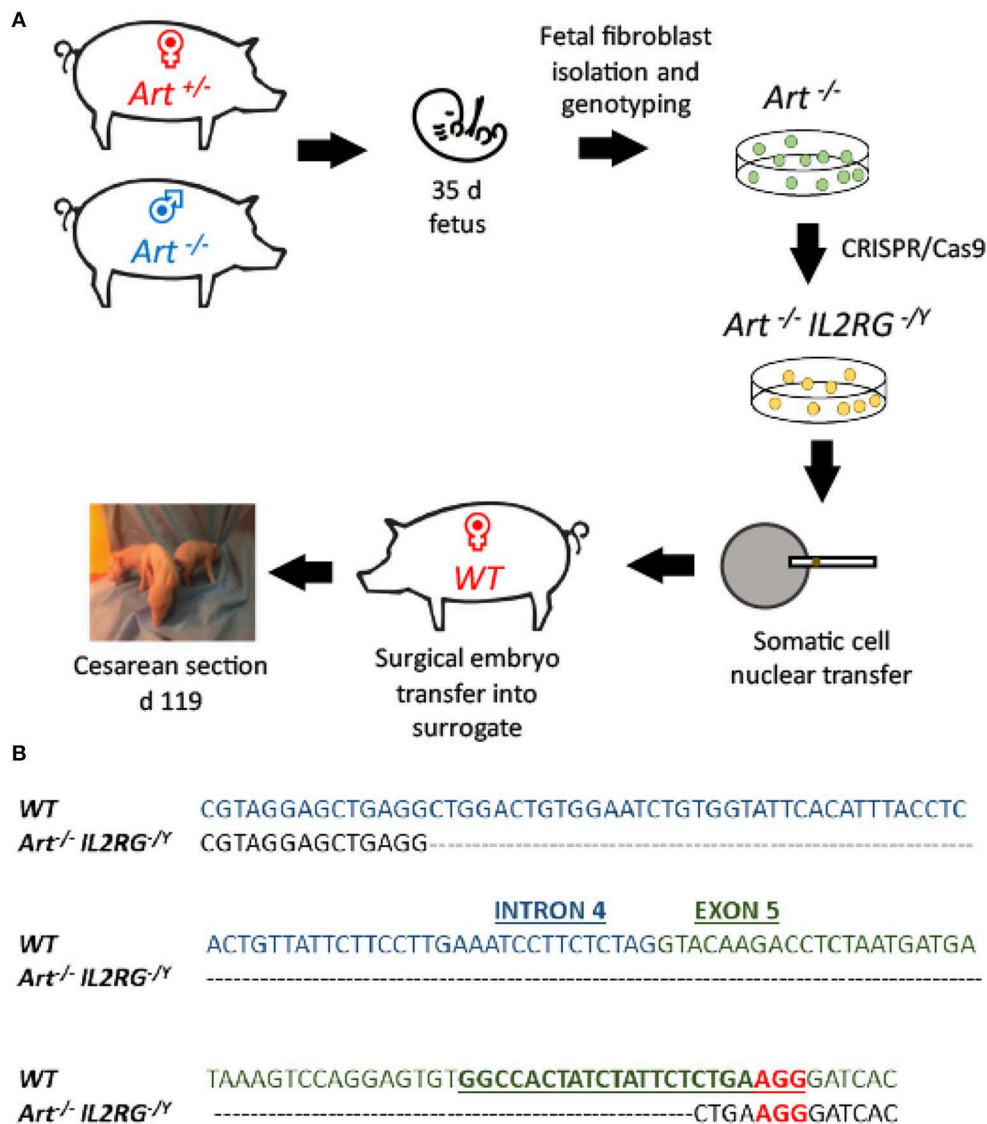 A
Art +/-
Art -/-
35 d
fetus
Fetal fibroblast
isolation and
genotyping
Art -/-
CRISPR/Cas9
Art -/- IL2RG -/Y
Somatic cell
nuclear transfer
WT
Surgical embryo
transfer into
surrogate
Cesarean section
d 119
B
WT CGTAGGAGCTGAGGCTGGACTGTGGAATCTGTGGTATTCACATTTACCTC
Art-/- IL2RG-/Y CGTAGGAGCTGAGG------------------------------------
INTRON 4 EXON 5
WT ACTGTTATTCTTCCTTGAAATCCTTCTCTAGGTACAAGACCTCTAATGATGA
Art-/- IL2RG-/Y ----------------------------------------------------
WT TAAAGTCCAGGAGTGTGGCCACTATCTATTCTCTGAAGGGATCAC
Art-/- IL2RG-/Y --------------------------------CTGAAGGGATCAC